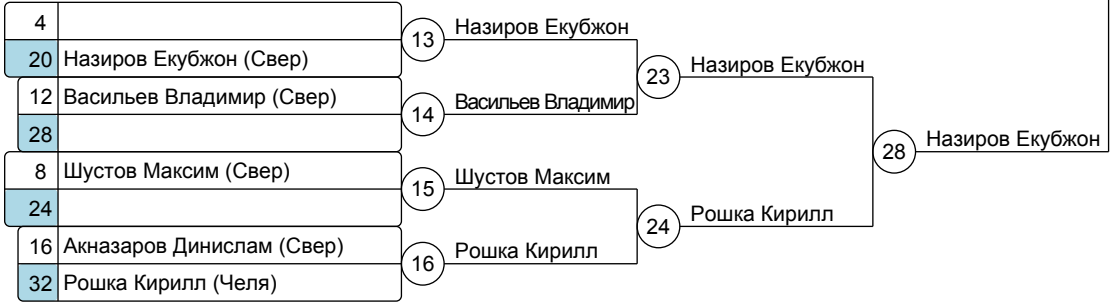 4
13 Назиров Екубжон
20 Назиров Екубжон (Свер)
23 Назиров Екубжон
12 Васильев Владимир (Свер)
14 Васильев Владимир
28
28 Назиров Екубжон
8 Шустов Максим (Свер)
15 Шустов Максим
24
24 Рошка Кирилл
16 Акназаров Динислам (Свер)
16 Рошка Кирилл
32 Рошка Кирилл (Челя)